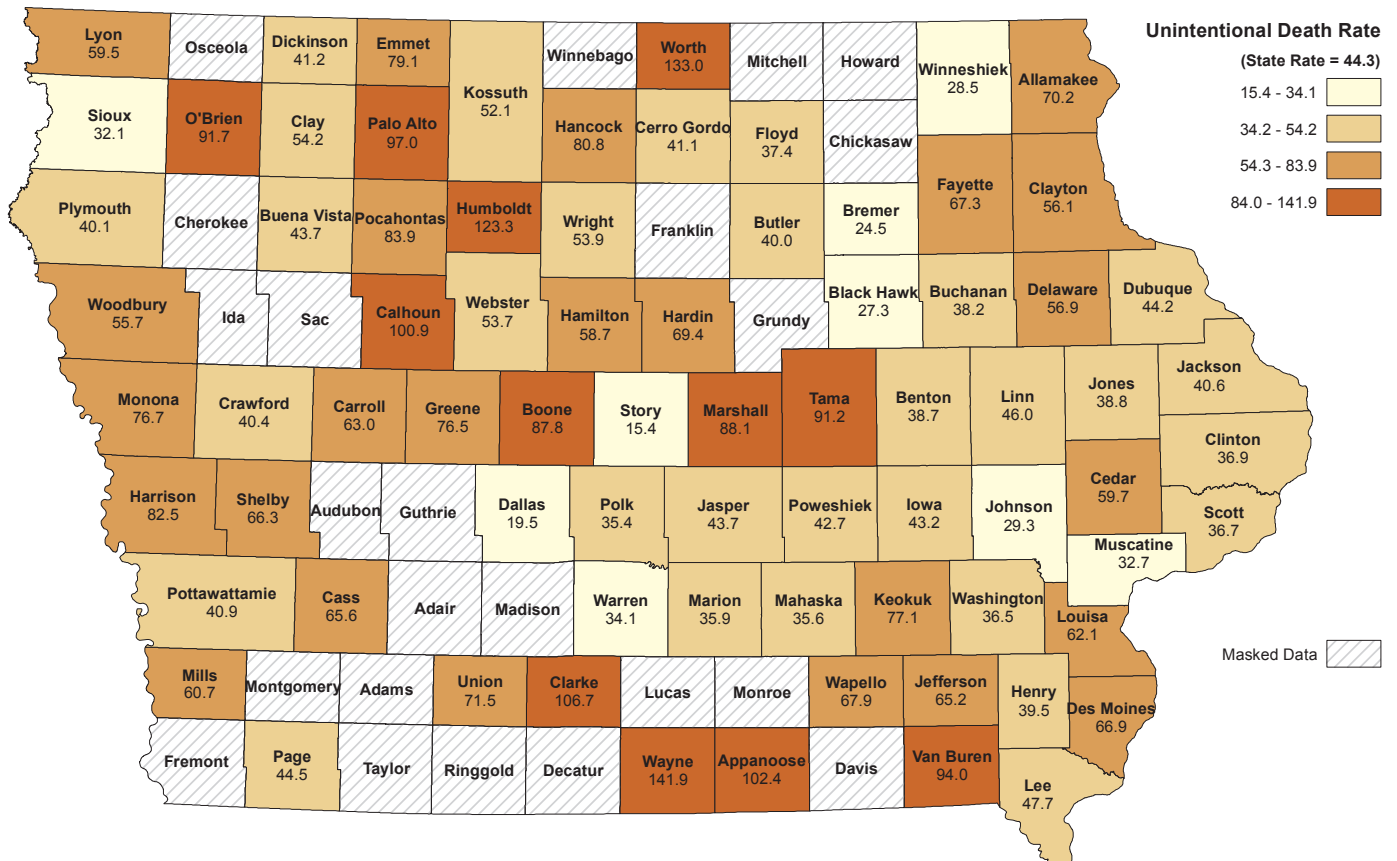 Unintentional Death Rate
(State Rate = 44.3)
15.4 - 34.1
34.2 - 54.2
54.3 - 83.9
84.0 - 141.9
Lyon
59.5
Osceola
Dickinson
41.2
Emmet
79.1
Kossuth
52.1
Winnebago
Worth
133.0
Mitchell
Howard
Winneshiek
28.5
Allamakee
70.2
Sioux
32.1
O'Brien
91.7
Clay
54.2
Palo Alto
97.0
Hancock
80.8
Cerro Gordo
41.1
Floyd
37.4
Chickasaw
Plymouth
40.1
Cherokee
Buena Vista
43.7
Pocahontas
83.9
Humboldt
123.3
Wright
53.9
Franklin
Butler
40.0
Bremer
24.5
Fayette
67.3
Clayton
56.1
Woodbury
55.7
Ida
Sac
Calhoun
100.9
Webster
53.7
Hamilton
58.7
Hardin
69.4
Grundy
Black Hawk
27.3
Buchanan
38.2
Delaware
56.9
Dubuque
44.2
Monona
76.7
Crawford
40.4
Carroll
63.0
Greene
76.5
Boone
87.8
Story
15.4
Marshall
88.1
Tama
91.2
Benton
38.7
Linn
46.0
Jones
38.8
Jackson
40.6
Clinton
36.9
Harrison
82.5
Shelby
66.3
Audubon
Guthrie
Dallas
19.5
Polk
35.4
Jasper
43.7
Poweshiek
42.7
Iowa
43.2
Johnson
29.3
Cedar
59.7
Scott
36.7
Muscatine
32.7
Pottawattamie
40.9
Cass
65.6
Adair
Madison
Warren
34.1
Marion
35.9
Mahaska
35.6
Keokuk
77.1
Washington
36.5
Louisa
62.1
Masked Data
Mills
60.7
Montgomery
Adams
Union
71.5
Clarke
106.7
Lucas
Monroe
Wapello
67.9
Jefferson
65.2
Henry
39.5
Des Moines
66.9
Fremont
Page
44.5
Taylor
Ringgold
Decatur
Wayne
141.9
Appanoose
102.4
Davis
Van Buren
94.0
Lee
47.7